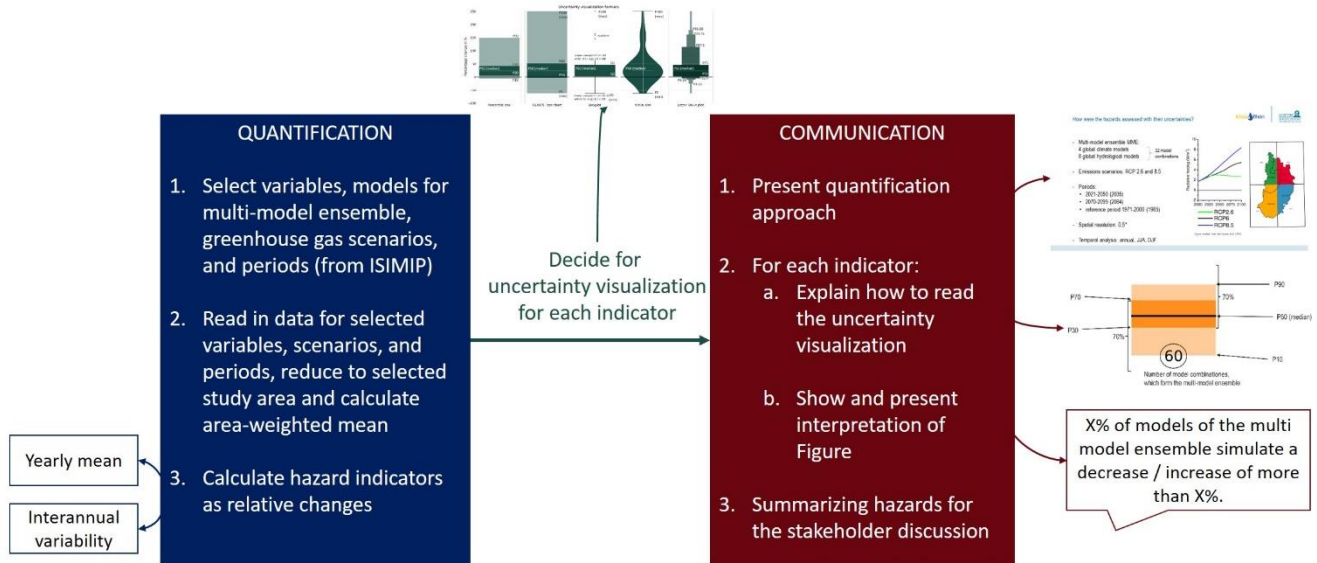 Uncertainty visualization formats
QUANTIFICATION
1. Select variables, models for
multi-model ensemble,
greenhouse gas scenarios,
and periods (from ISIMIP)
2. Read in data for selected
variables, scenarios, and
periods, reduce to selected
study area and calculate
area-weighted mean
3. Calculate hazard indicators
as relative changes
Yearly mean
Interannual
variability
Decide for
uncertainty visualization
for each indicator
COMMUNICATION
1. Present quantification
approach
2. For each indicator:
a. Explain how to read
the uncertainty
visualization
b. Show and present
interpretation of
Figure
3. Summarizing hazards for
the stakeholder discussion
How were the hazards assessed with their uncertainties?
- Multi-model ensemble MME:
4 global climate models
8 global hydrological models
32 model
combinations
- Emissions scenarios: RCP 2.6 and 8.5
- Periods:
• 2021-2050 (2035)
• 2070-2099 (2084)
• reference period 1971-2000 (1985)
- Spatial resolution: 0,5°
- Temporal analysis: annual, JJA, DJF
RCP2.6
RCP6
RCP8.5
P70
P30
70%
P90
70%
P50 (median)
P10
60
Number of model combinationes,
which form the multi-model ensemble
X% of models of the multi
model ensemble simulate a
decrease / increase of more
than X%.